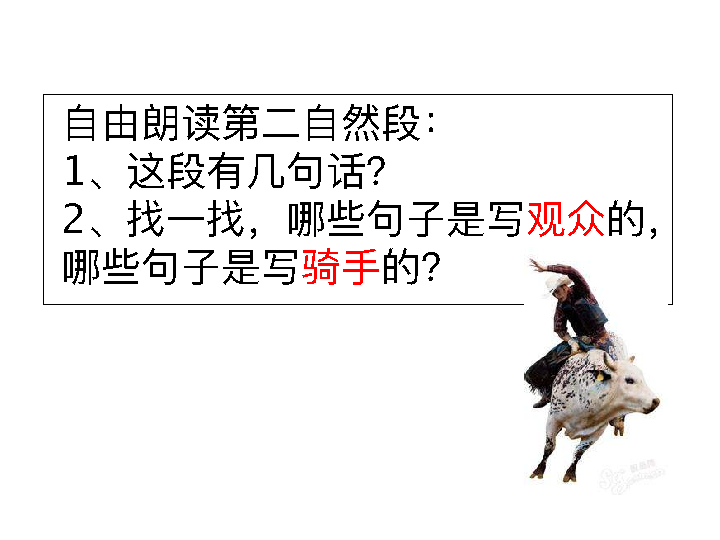 自由朗读第二自然段：
1、这段有几句话？
2、找一找，哪些句子是写观众的，
哪些句子是写骑手的？